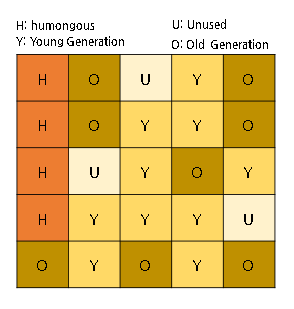 H: humongous U: Unused
Y: Young Generation O: Old Generation
H O U Y O
H O Y Y O
H U Y O Y
H Y Y Y U
O Y O Y O